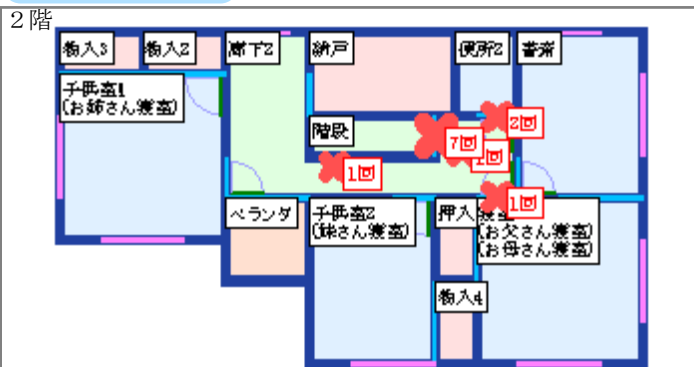 2階
物入3
物入2
廊下2
納戸
便所2
書斎
子供室1
(お姉さん寝室)
階段
2回
7回
1回
1回
ベランダ
子供室2
(妹さん寝室)
押入
寝室
(お父さん寝室)
(お母さん寝室)
物入4